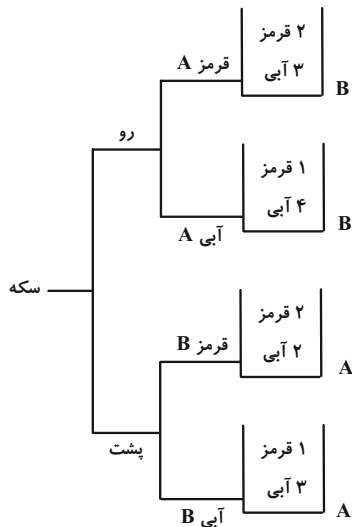 ۲ قرمز
۳ آبی
B
قرمز A
رو
۱ قرمز
۴ آبی
B
آبی A
سکه
۲ قرمز
۲ آبی
A
قرمز B
پشت
۱ قرمز
۳ آبی
A
آبی B